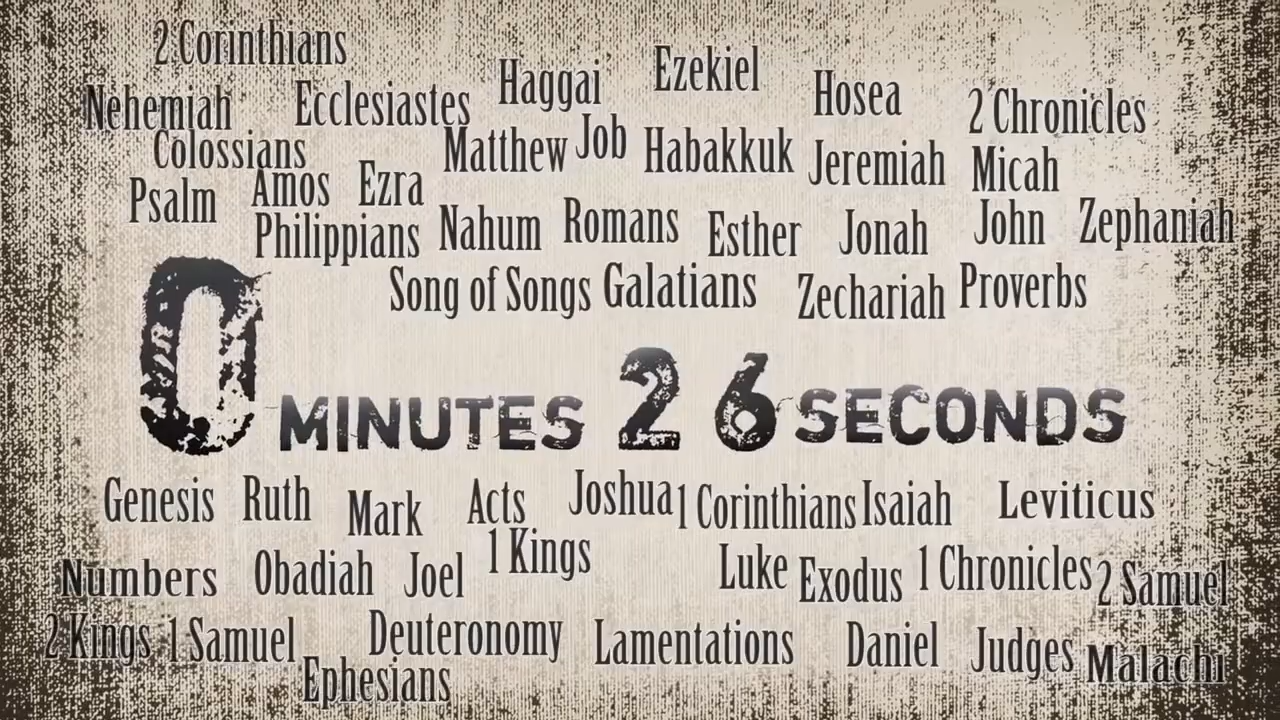 2 Corinthians
Nehemiah Ecclesiastes Haggai Ezekiel Hosea 2 Chronicles
Colossians Matthew Job Habakkuk Jeremiah Micah
Psalm Amos Ezra
Philippians Nahum Romans Esther Jonah John Zephaniah
Song of Songs Galatians Zechariah Proverbs
0 MINUTES 26 SECONDS
Genesis Ruth Mark Acts Joshua 1 Corinthians Isaiah Leviticus
Numbers Obadiah Joel 1 Kings Luke Exodus 1 Chronicles 2 Samuel
2 Kings 1 Samuel Deuteronomy Lamentations Daniel Judges Malachi
Ephesians